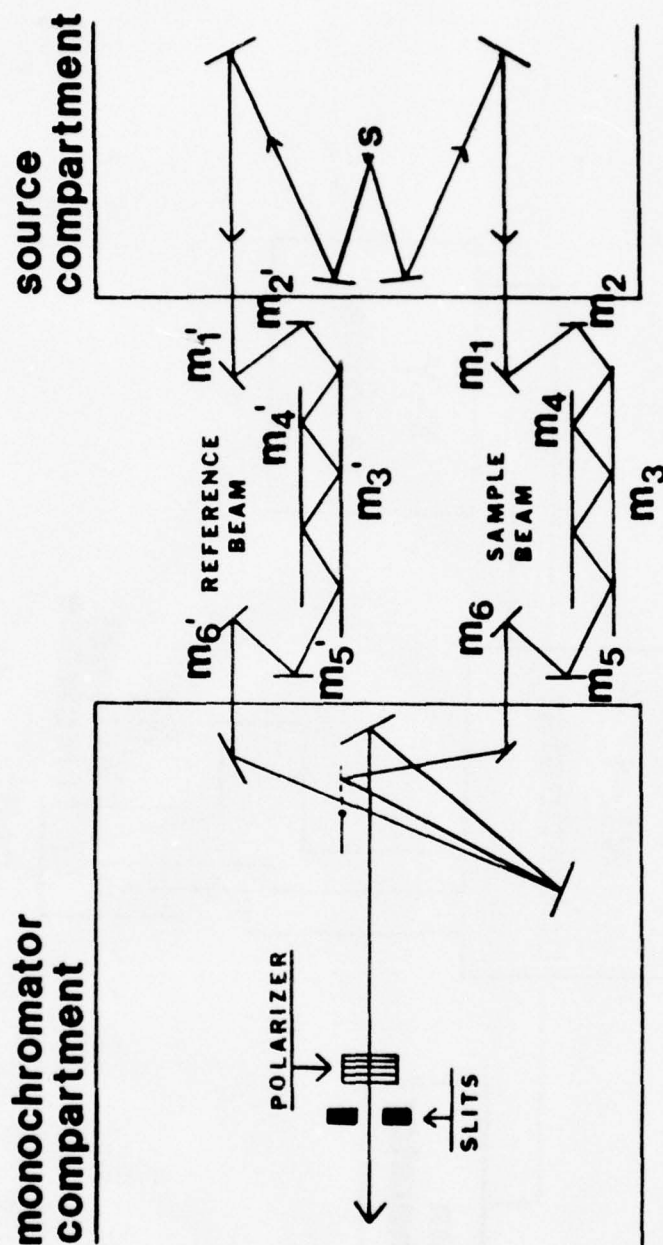 monochromator
compartment
source
compartment
POLARIZER
SLITS
m6'
m5'
REFERENCE
BEAM
m4'
m3'
m1'
m2'
S
m6
m5
SAMPLE
BEAM
m4
m3
m1
m2